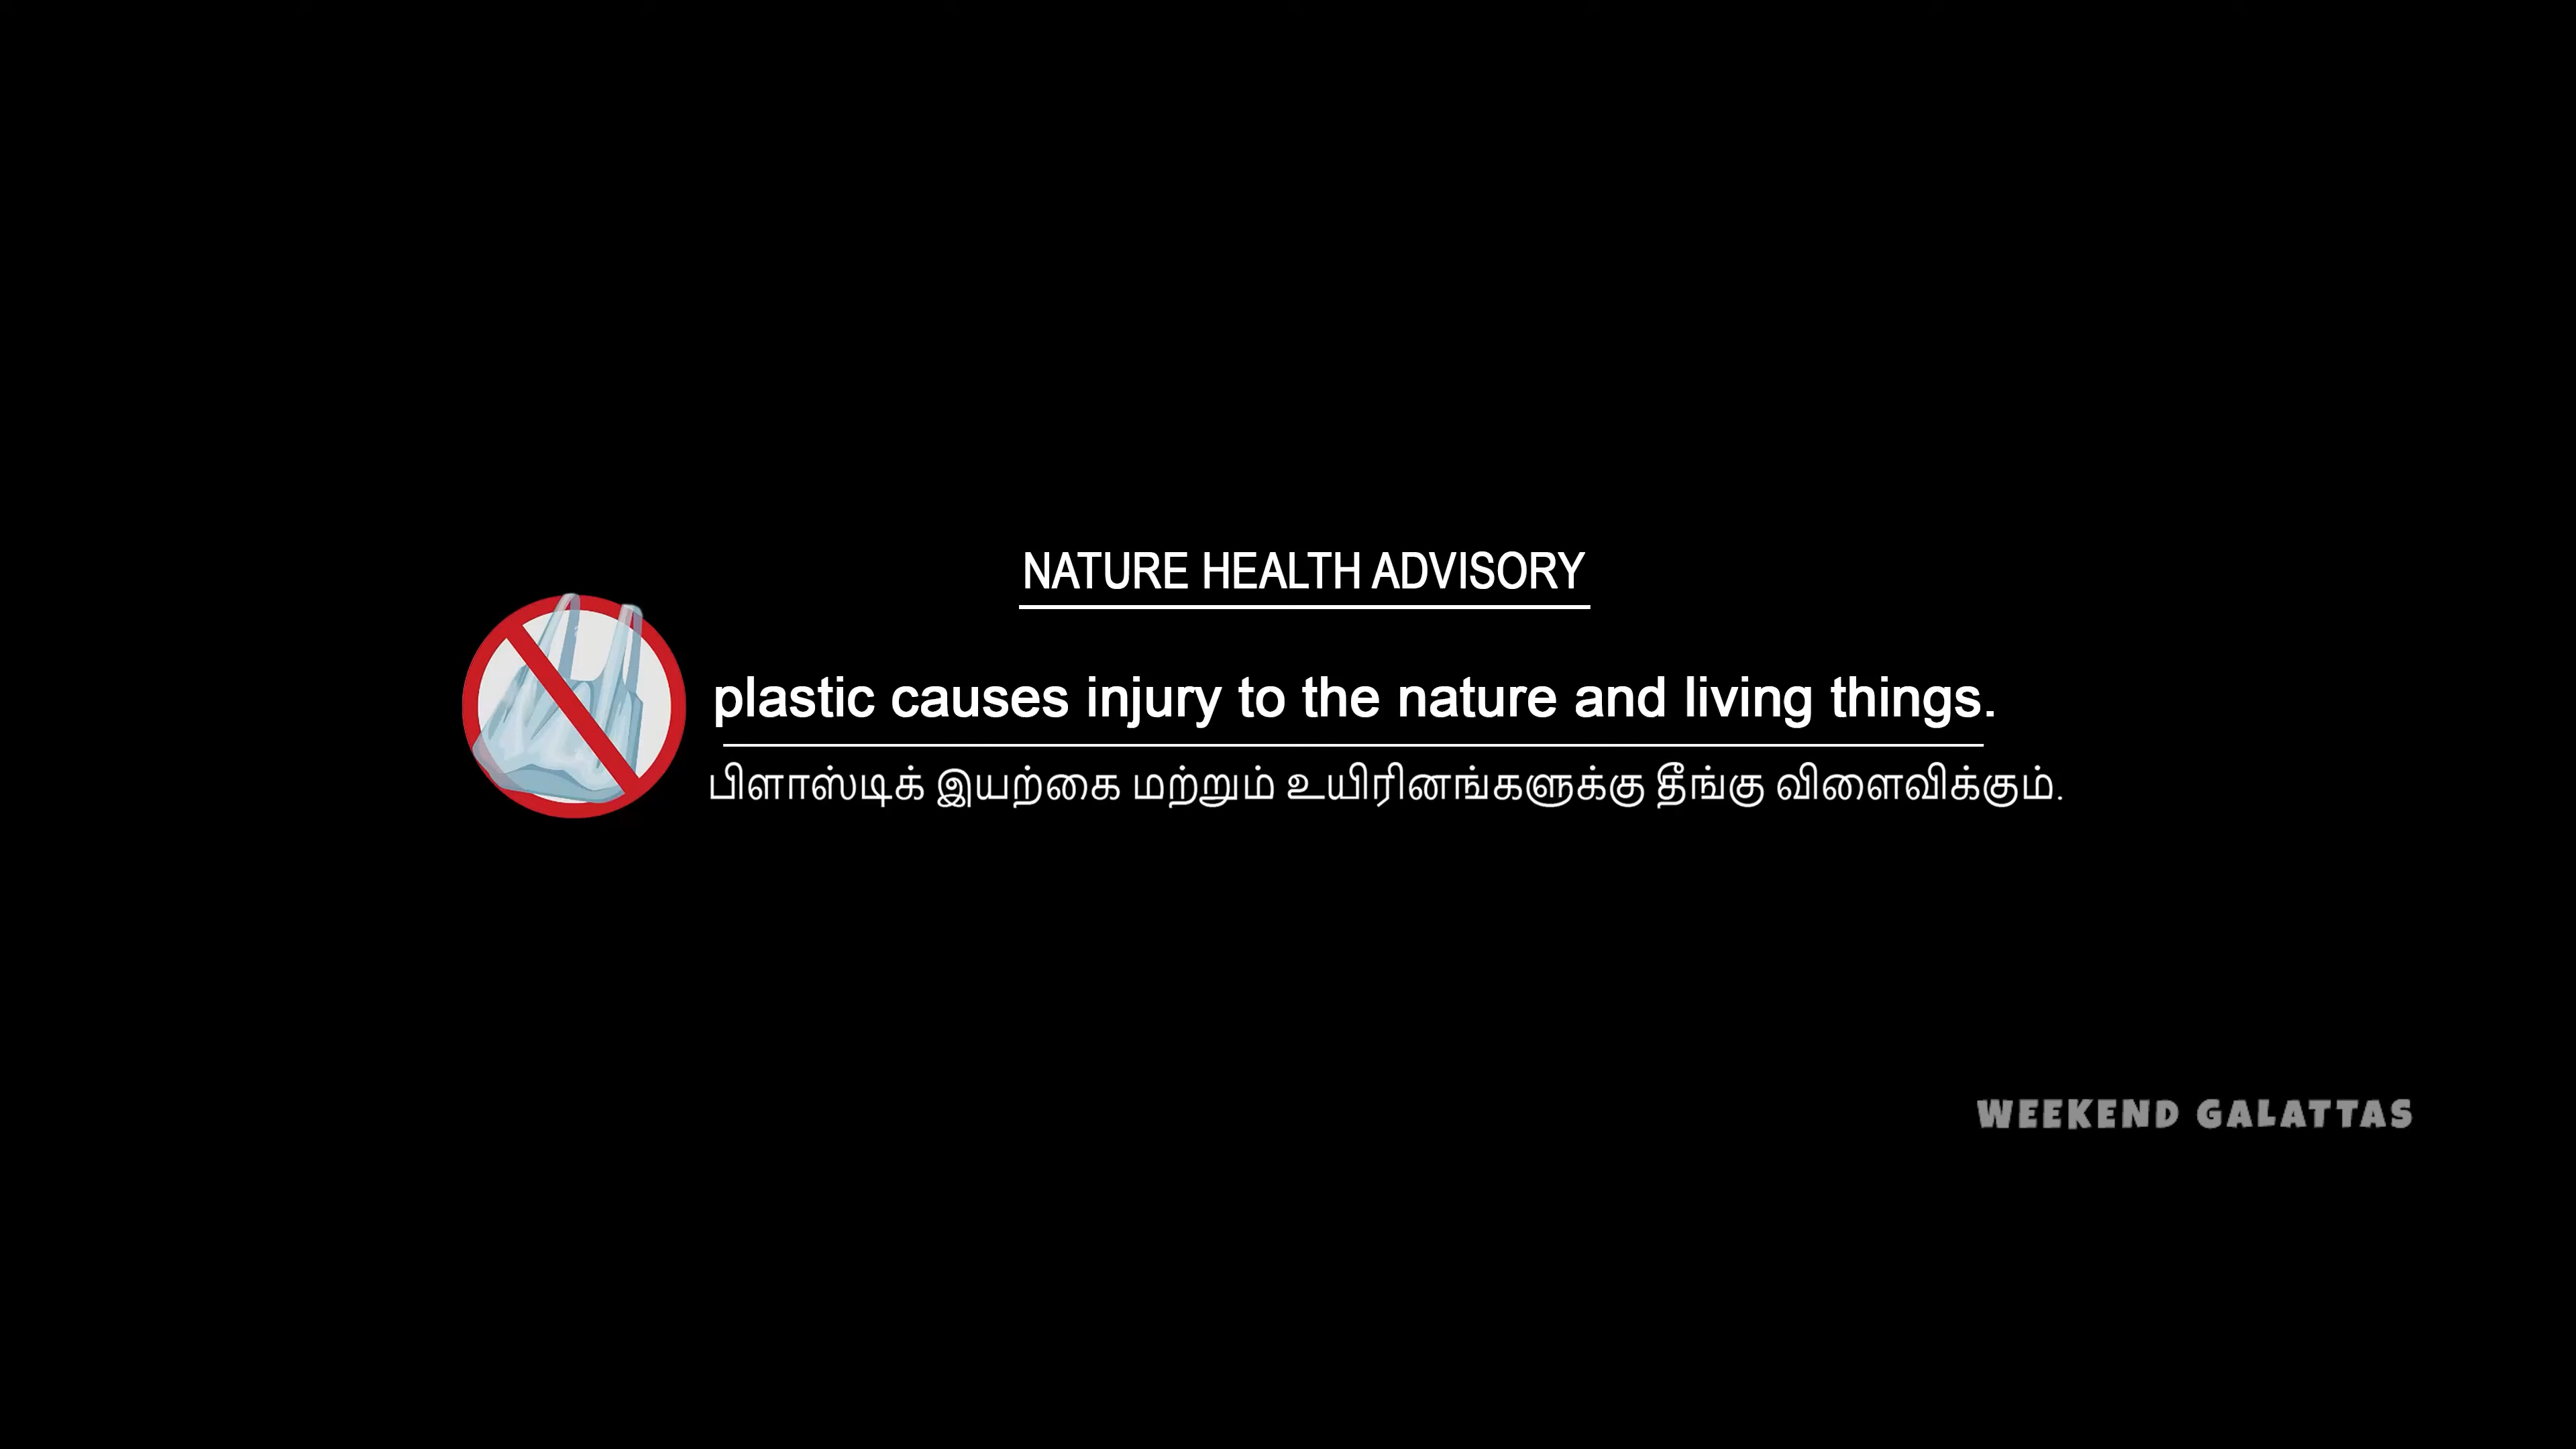 NATURE HEALTH ADVISORY
plastic causes injury to the nature and living things.
பிளாஸ்டிக் இயற்கை மற்றும் உயிரினங்களுக்கு தீங்கு விளைவிக்கும்.
WEEKEND GALATTAS